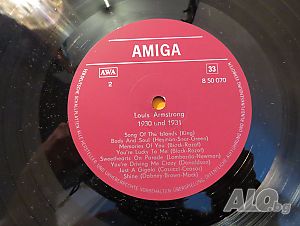 AMIGA
AWA
33
2
8 50 070
Louis Armstrong
1930 und 1931
Song Of The Islands (King)
Body And Soul (Heyman-Sour-Green)
Memories Of You (Black-Razaf)
You're Lucky To Me (Black-Razaf)
Sweethearts On Parade (Lombardo-Newman)
You're Driving Me Crazy (Donaldson)
Just A Gigolo (Casucci-Caesar)
Shine (Dabney-Brown-Mack)
ALO.bg